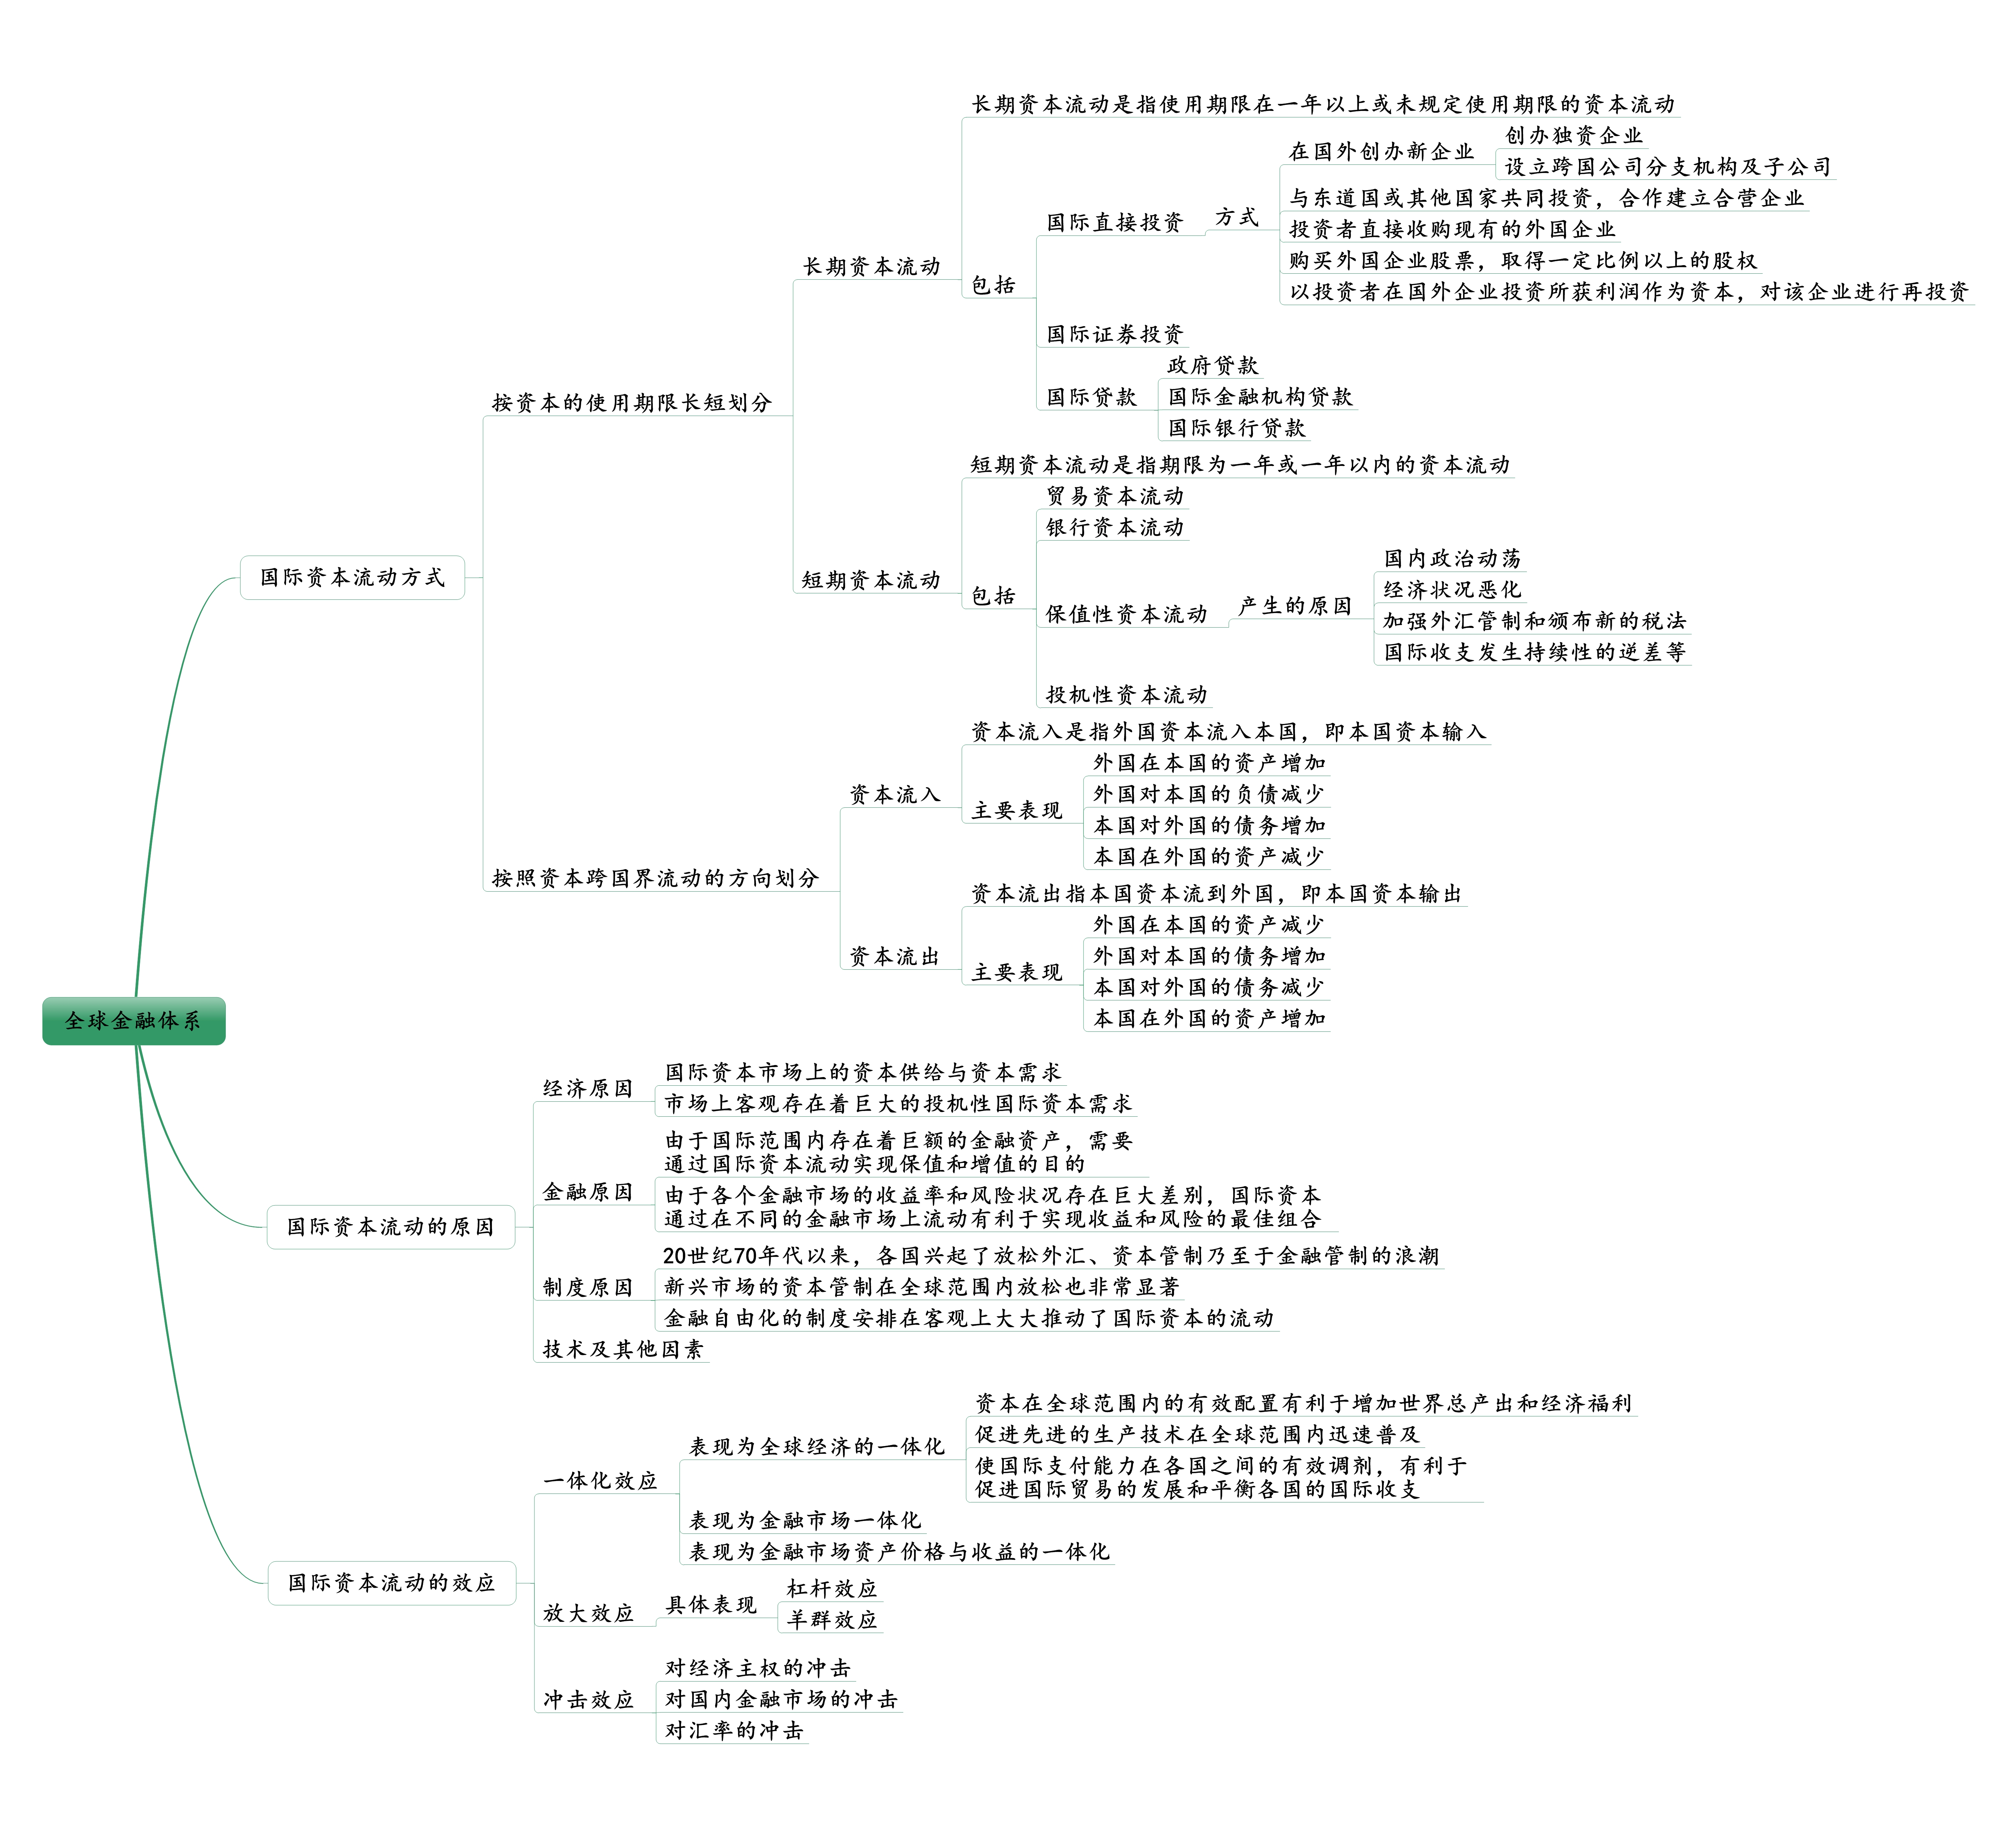 全球金融体系
国际资本流动方式
按资本的使用期限长短划分
长期资本流动
长期资本流动是指使用期限在一年以上或未规定使用期限的资本流动
包括
国际直接投资
方式
在国外创办新企业
创办独资企业
设立跨国公司分支机构及子公司
与东道国或其他国家共同投资，合作建立合营企业
投资者直接收购现有的外国企业
购买外国企业股票，取得一定比例以上的股权
以投资者在国外企业投资所获利润作为资本，对该企业进行再投资
国际证券投资
国际贷款
政府贷款
国际金融机构贷款
国际银行贷款
短期资本流动
短期资本流动是指期限为一年或一年以内的资本流动
包括
贸易资本流动
银行资本流动
保值性资本流动
产生的原因
国内政治动荡
经济状况恶化
加强外汇管制和颁布新的税法
国际收支发生持续性的逆差等
投机性资本流动
按照资本跨国界流动的方向划分
资本流入
资本流入是指外国资本流入本国，即本国资本输入
主要表现
外国在本国的资产增加
外国对本国的负债减少
本国对外国的债务增加
本国在外国的资产减少
资本流出
资本流出指本国资本流到外国，即本国资本输出
主要表现
外国在本国的资产减少
外国对本国的债务增加
本国对外国的债务减少
本国在外国的资产增加
国际资本流动的原因
经济原因
国际资本市场上的资本供给与资本需求
市场上客观存在着巨大的投机性国际资本需求
金融原因
由于国际范围内存在着巨额的金融资产，需要
通过国际资本流动实现保值和增值的目的
由于各个金融市场的收益率和风险状况存在巨大差别，国际资本
通过在不同的金融市场上流动有利于实现收益和风险的最佳组合
制度原因
20世纪70年代以来，各国兴起了放松外汇、资本管制乃至于金融管制的浪潮
新兴市场的资本管制在全球范围内放松也非常显著
金融自由化的制度安排在客观上大大推动了国际资本的流动
技术及其他因素
国际资本流动的效应
一体化效应
表现为全球经济的一体化
资本在全球范围内的有效配置有利于增加世界总产出和经济福利
促进先进的生产技术在全球范围内迅速普及
使国际支付能力在各国之间的有效调剂，有利于
促进国际贸易的发展和平衡各国的国际收支
表现为金融市场一体化
表现为金融市场资产价格与收益的一体化
放大效应
具体表现
杠杆效应
羊群效应
冲击效应
对经济主权的冲击
对国内金融市场的冲击
对汇率的冲击